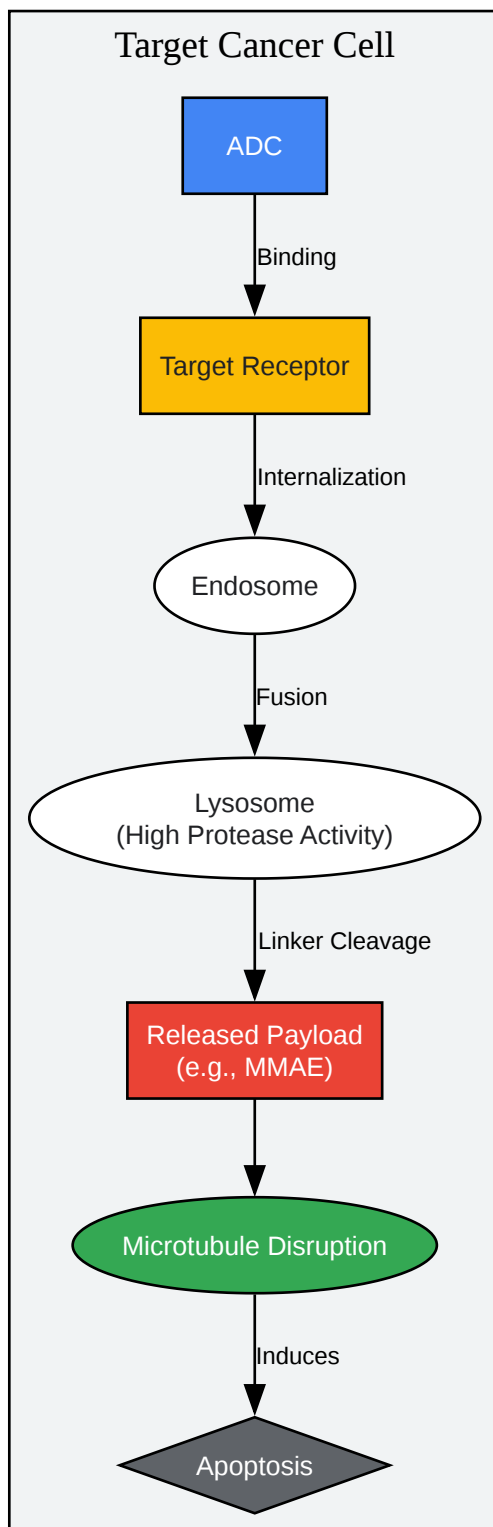 Target Cancer Cell
ADC
Binding
Target Receptor
Internalization
Endosome
Fusion
Lysosome
(High Protease Activity)
Linker Cleavage
Released Payload
(e.g., MMAE)
Microtubule Disruption
Induces
Apoptosis